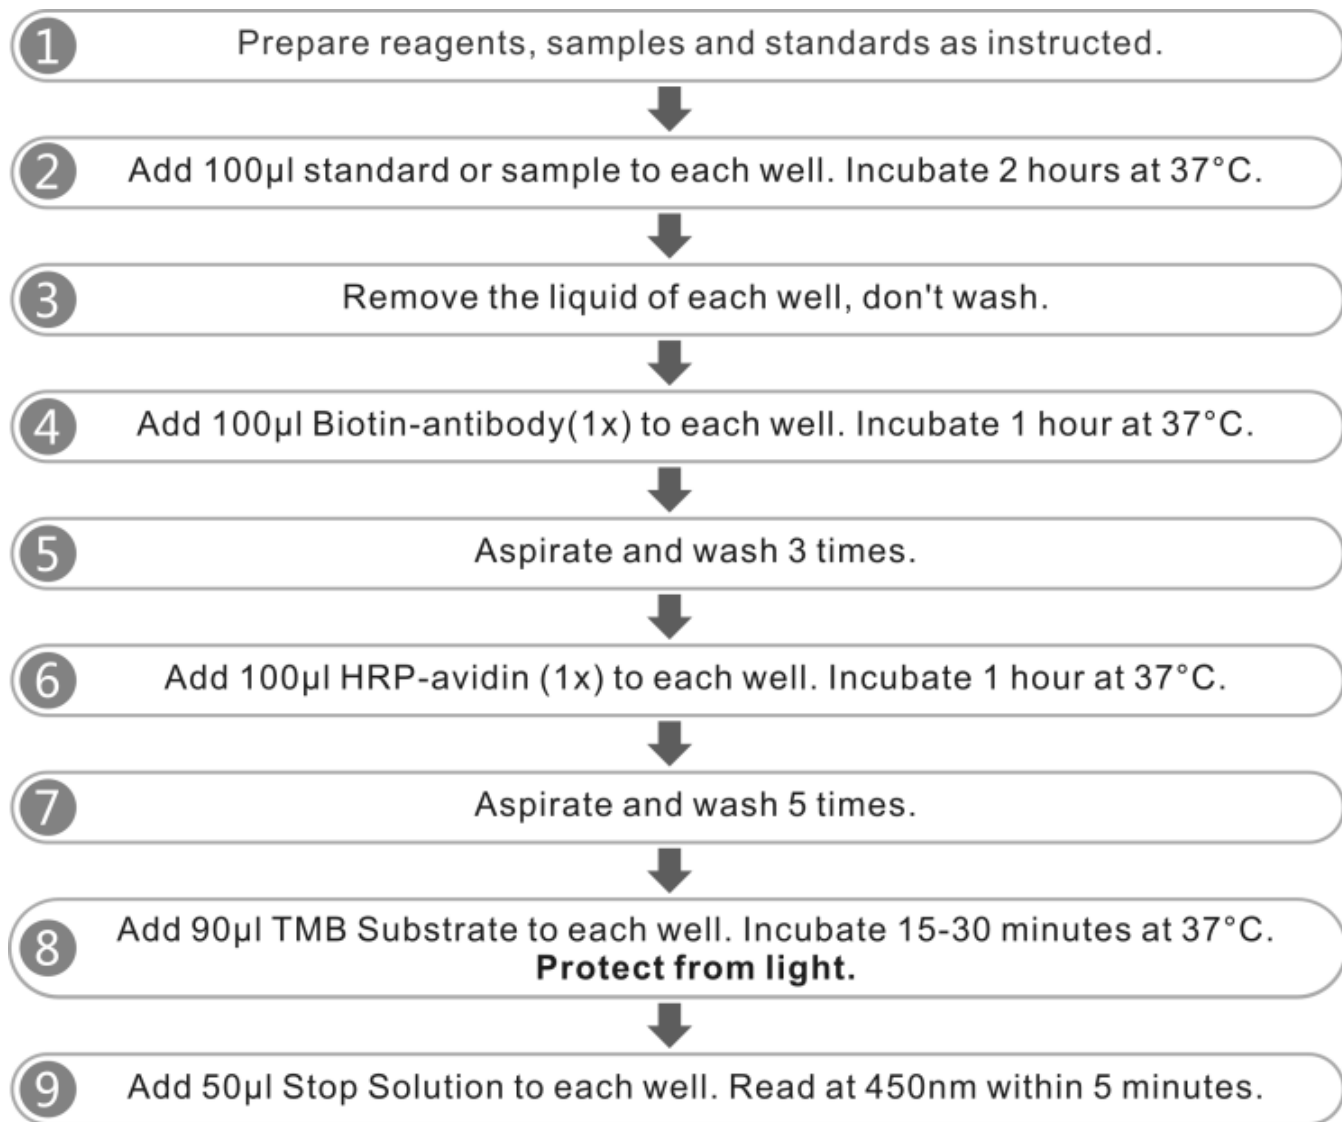 1 Prepare reagents, samples and standards as instructed.
2 Add 100µl standard or sample to each well. Incubate 2 hours at 37°C.
3 Remove the liquid of each well, don't wash.
4 Add 100µl Biotin-antibody(1x) to each well. Incubate 1 hour at 37°C.
5 Aspirate and wash 3 times.
6 Add 100µl HRP-avidin (1x) to each well. Incubate 1 hour at 37°C.
7 Aspirate and wash 5 times.
8 Add 90µl TMB Substrate to each well. Incubate 15-30 minutes at 37°C.
Protect from light.
9 Add 50µl Stop Solution to each well. Read at 450nm within 5 minutes.